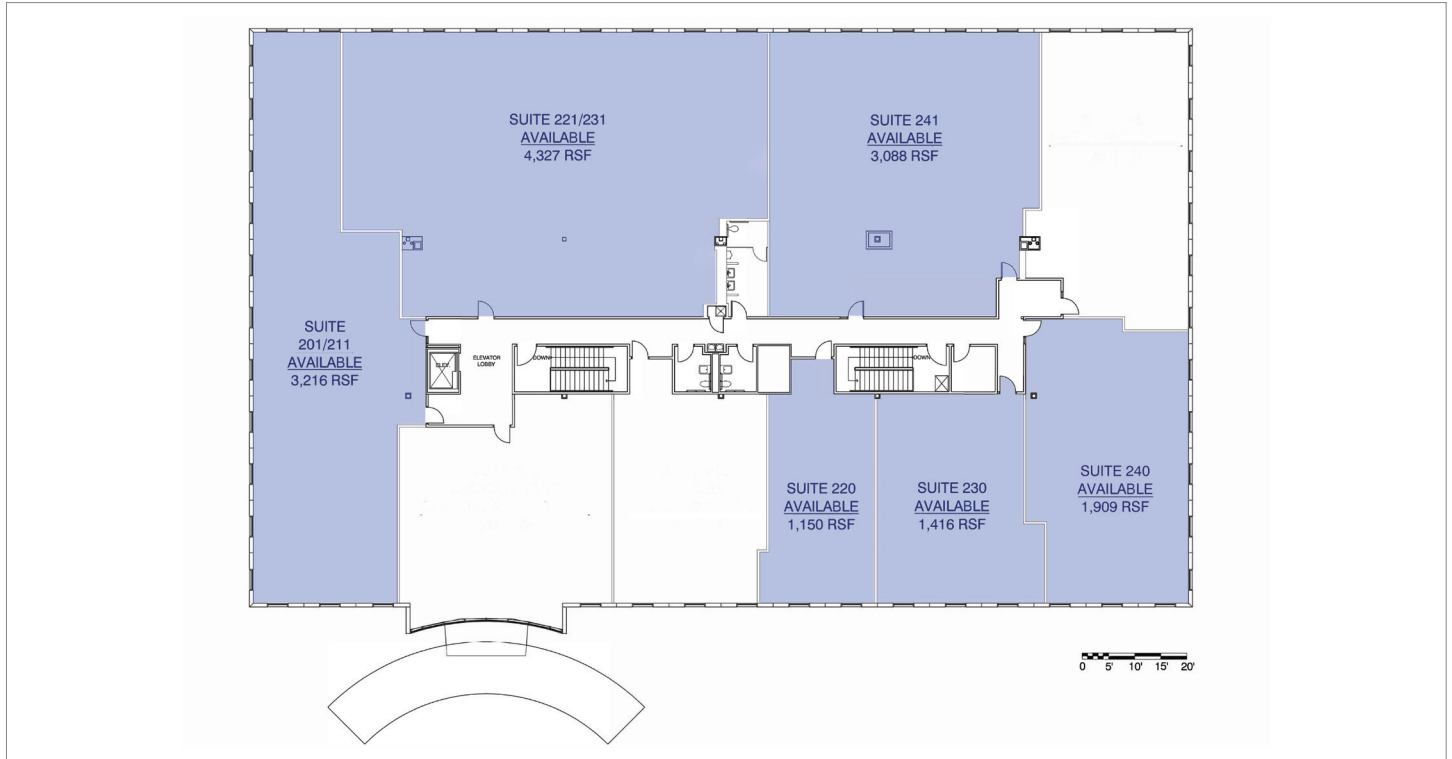 SUITE 221/231
AVAILABLE
4,327 RSF
SUITE 241
AVAILABLE
3,088 RSF
SUITE
201/211
AVAILABLE
3,216 RSF
ELEV.
ELEVATOR
LOBBY
DOWN
DOWN
SUITE 220
AVAILABLE
1,150 RSF
SUITE 230
AVAILABLE
1,416 RSF
SUITE 240
AVAILABLE
1,909 RSF
0 5' 10' 15' 20'